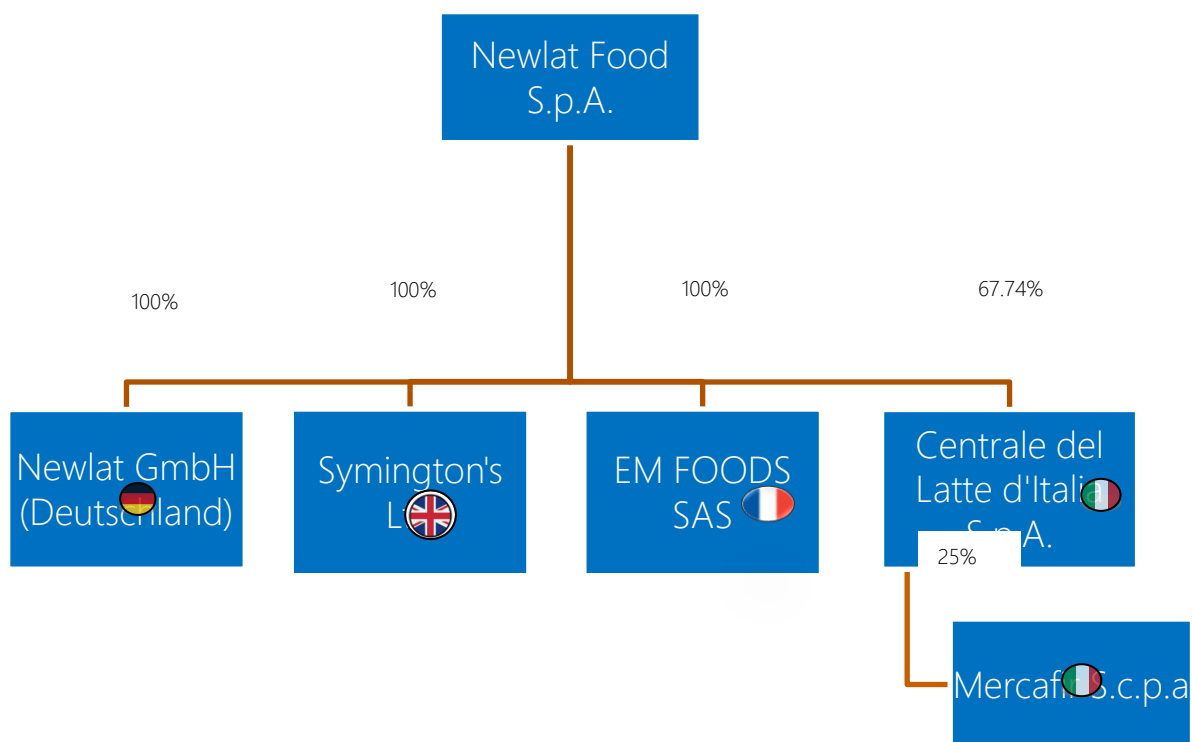 Newlat Food
S.p.A.
100%
100%
100%
67.74%
Newlat GmbH
(Deutschland)
Symington's
EM FOODS
SAS
Centrale del
Latte d'Italia
S.p.A.
25%
Mercafir S.c.p.a